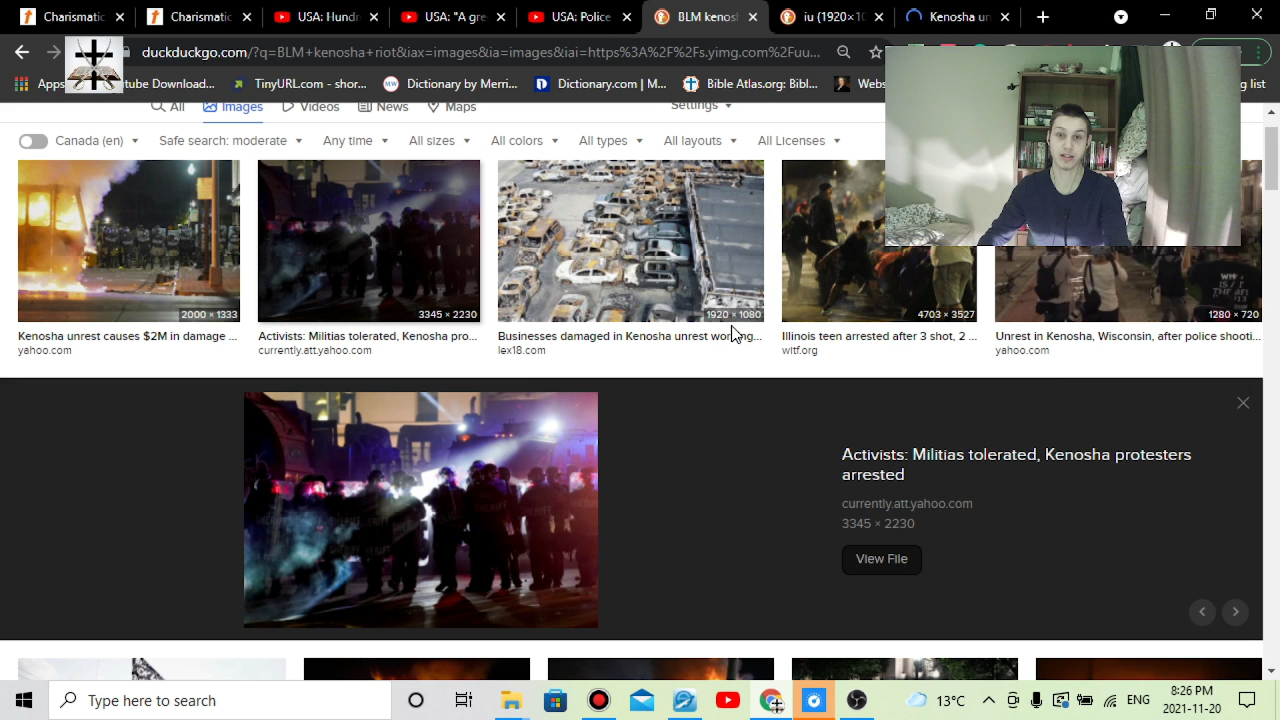 Charismatic
Charismatic
USA: Hund
USA: "A gre
USA: Police
BLM kenos
iu (1920×10
Kenosha un
duckduckgo.com/?q=BLM+kenosha+riot&iax=images&ia=images&iai=https%3A%2F%2Fs.yimg.com%2Fuu...
Apps
tube Downloa...
TinyURL.com - shor...
Dictionary by Merri...
Dictionary.com | M...
Bible Atlas.org: Bibl...
Webs
g list
All
Images
Videos
News
Maps
Settings
Canada (en)
Safe search: moderate
Any time
All sizes
All colors
All types
All layouts
All Licenses
2000 × 1333
3345 × 2230
1920 × 1080
4703 × 3527
1280 × 720
Kenosha unrest causes $2M in damage ...
yahoo.com
Activists: Militias tolerated, Kenosha pro...
currently.att.yahoo.com
Businesses damaged in Kenosha unrest
lex18.com
Illinois teen arrested after 3 shot, 2 ...
witf.org
Unrest in Kenosha, Wisconsin, after police shooti...
yahoo.com
Activists: Militias tolerated, Kenosha protesters
arrested
currently.att.yahoo.com
3345 × 2230
View File
SHERIFF
Type here to search
13°C
ENG
8:26 PM
2021-11-20